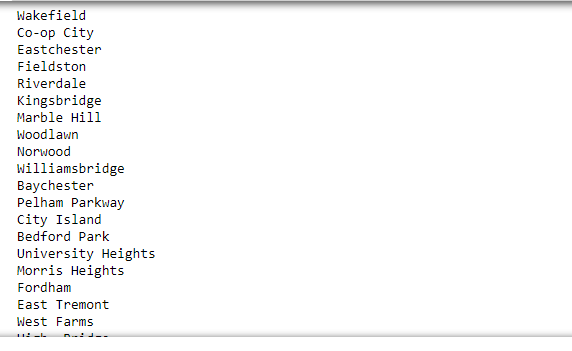 Wakefield
Co-op City
Eastchester
Fieldston
Riverdale
Kingsbridge
Marble Hill
Woodlawn
Norwood
Williamsbridge
Baychester
Pelham Parkway
City Island
Bedford Park
University Heights
Morris Heights
Fordham
East Tremont
West Farms